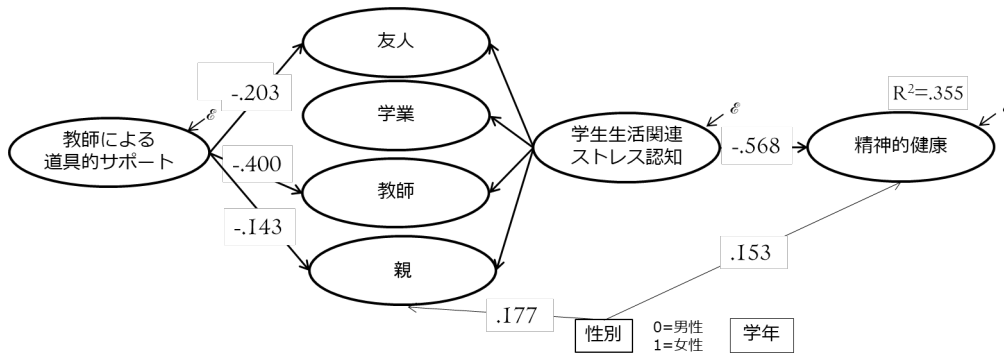 友人
-.203
ε
教師による
道具的サポート
学業
-.400
教師
-.143
親
学生生活関連
ストレス認知
ε
-.568
R²=.355
精神的健康
ε
.153
.177
性別
0=男性
1=女性
学年